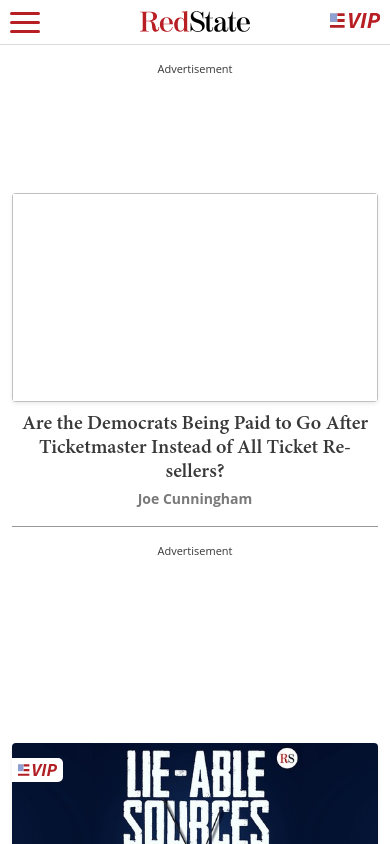 RedState
VIP
Advertisement
Are the Democrats Being Paid to Go After
Ticketmaster Instead of All Ticket Re-
sellers?
Joe Cunningham
Advertisement
VIP
LIE-ABLE
RS
SOURCES